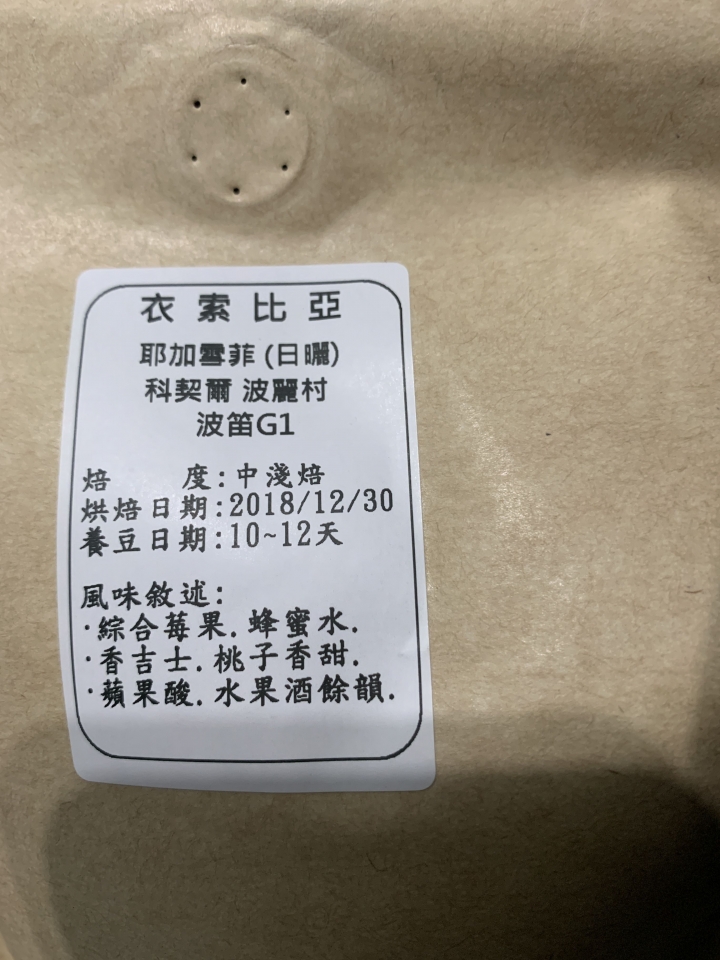 衣索比亞
耶加雪菲 (日曬)
科契爾 波麗村
波笛G1
焙　　度:中淺焙
烘焙日期:2018/12/30
養豆日期:10~12天
風味敘述:
·綜合莓果.蜂蜜水.
·香吉士.桃子香甜.
·蘋果酸.水果酒餘韻.